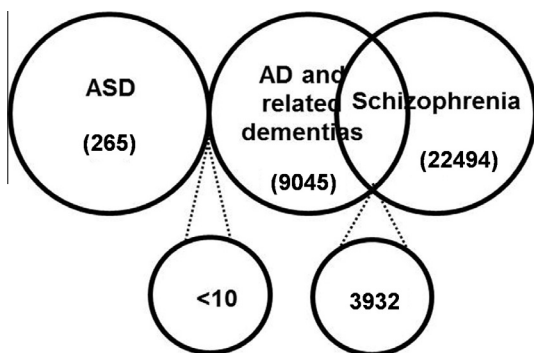 ASD
(265)
AD and
related
dementias
(9045)
Schizophrenia
(22494)
<10
3932